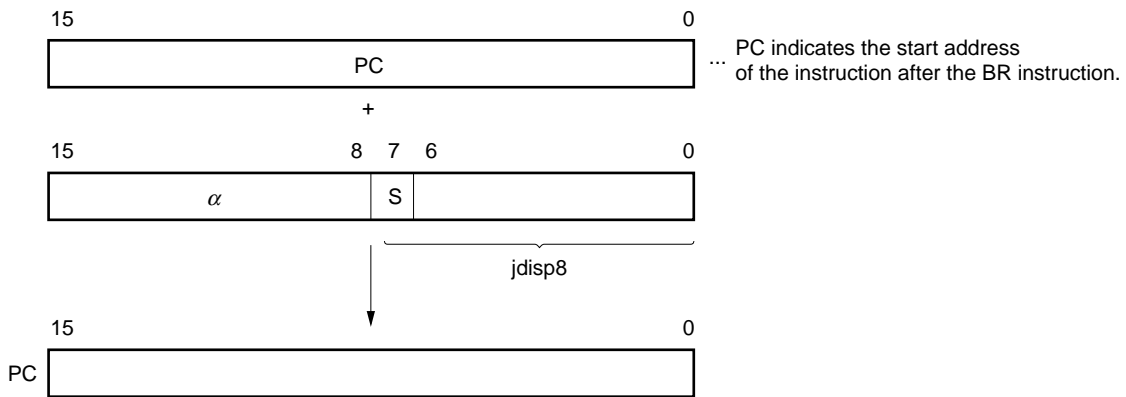 15 0
PC
... PC indicates the start address
of the instruction after the BR instruction.
+
15 8 7 6 0
α S
jdisp8
15 0
PC